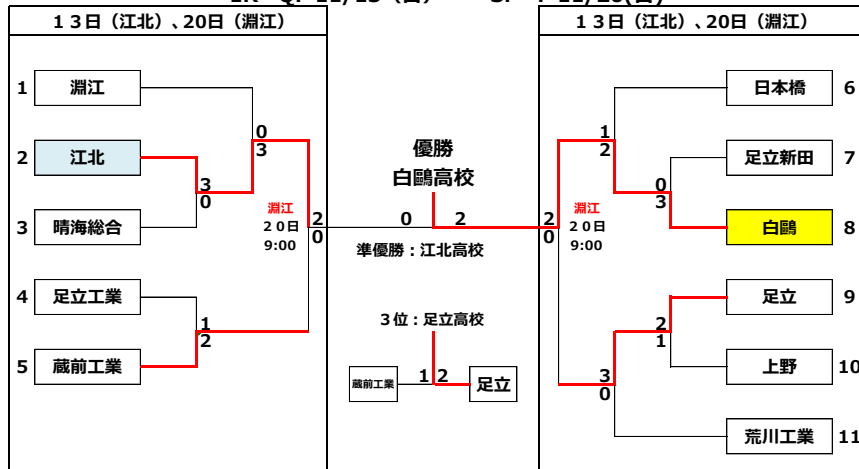 13日（江北）、20日（淵江）
1 淵江
2 江北
3 晴海総合
4 足立工業
5 蔵前工業
0
3
3
0
1
2
淵江
20日
9:00
2
0
優勝
白鷗高校
0 2
準優勝：江北高校
3位：足立高校
蔵前工業 1 2 足立
13日（江北）、20日（淵江）
日本橋 6
足立新田 7
白鷗 8
足立 9
上野 10
荒川工業 11
1
2
0
3
2
0
淵江
20日
9:00
2
1
3
0